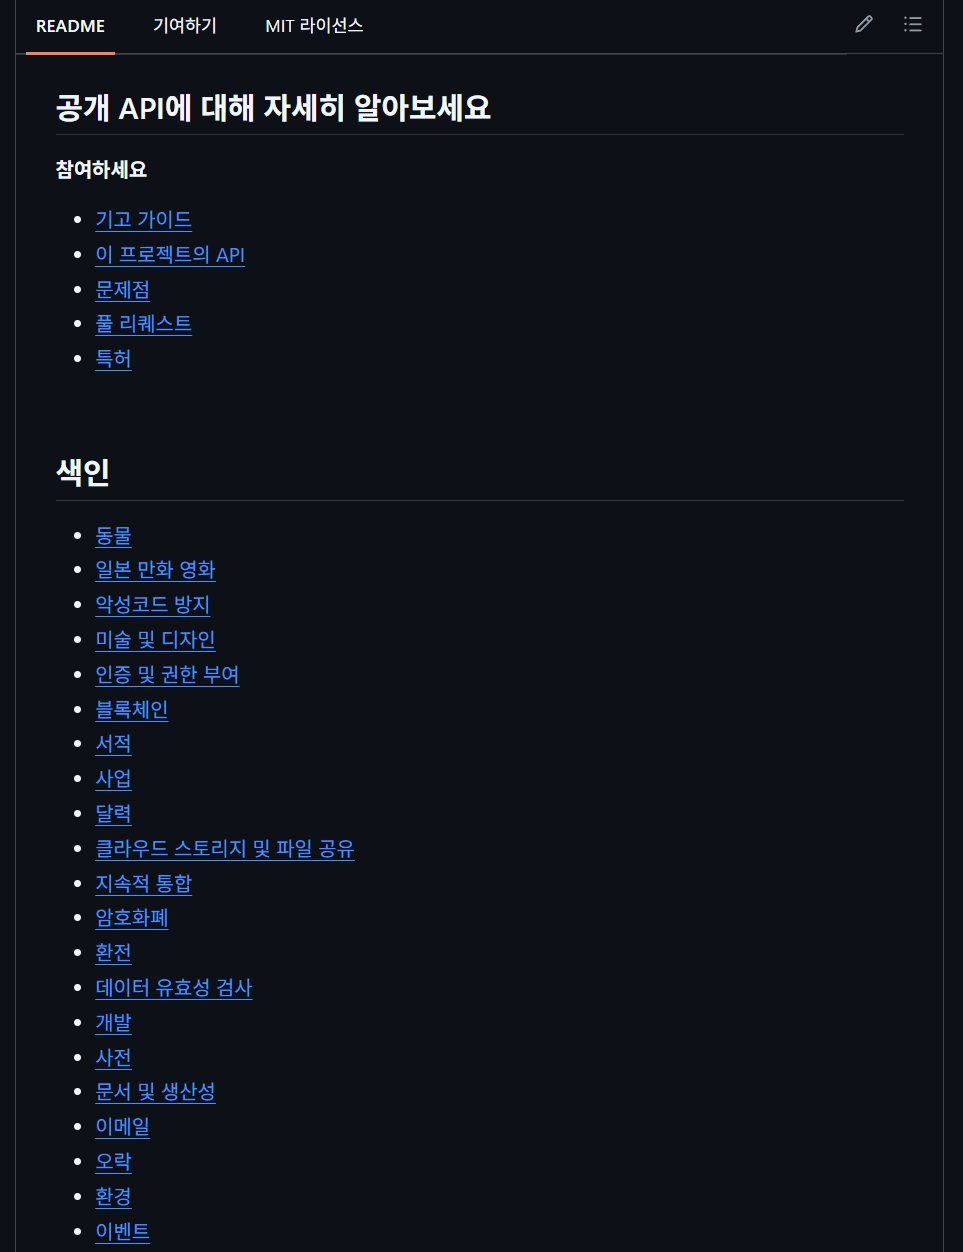 README 기여하기 MIT 라이선스
공개 API에 대해 자세히 알아보세요
참여하세요
기고 가이드
이 프로젝트의 API
문제점
풀 리퀘스트
특허
색인
동물
일본 만화 영화
악성코드 방지
미술 및 디자인
인증 및 권한 부여
블록체인
서적
사업
달력
클라우드 스토리지 및 파일 공유
지속적 통합
암호화폐
환전
데이터 유효성 검사
개발
사전
문서 및 생산성
이메일
오락
환경
이벤트